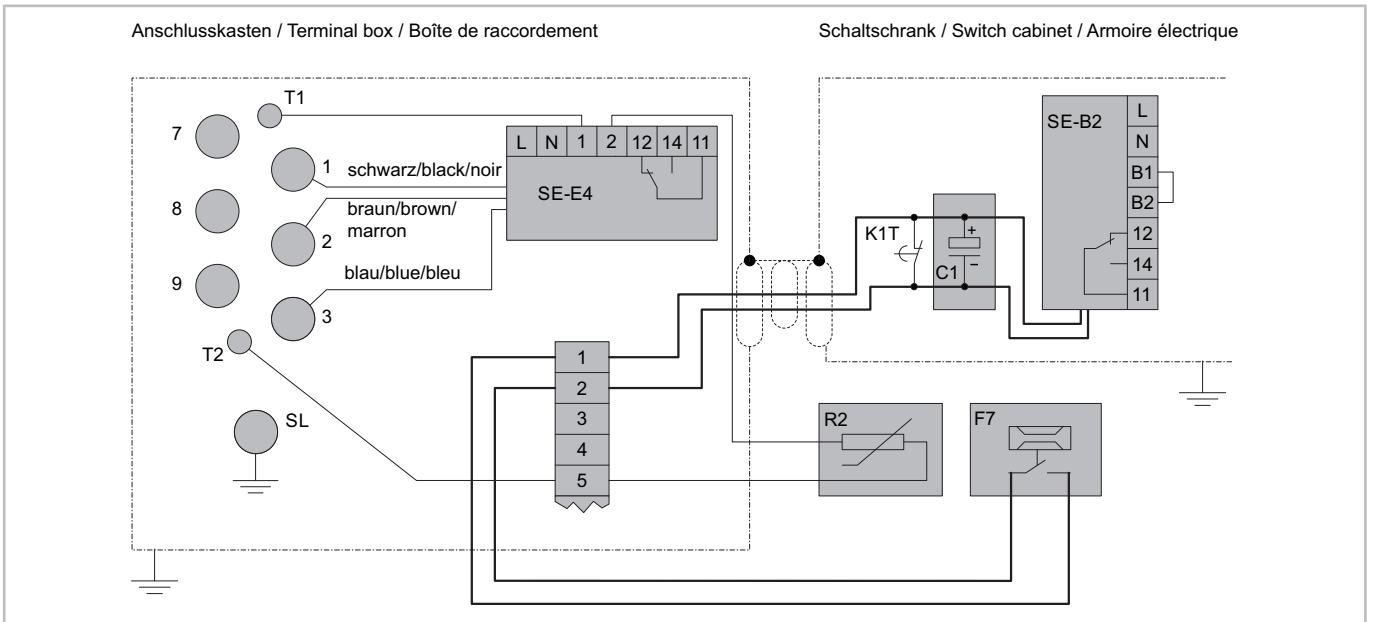 Anschlusskasten / Terminal box / Boîte de raccordement
Schaltschrank / Switch cabinet / Armoire électrique
T1
7
1
schwarz/black/noir
8
braun/brown/
marron
2
9
blau/blue/bleu
3
T2
SL
L N 1 2 12 14 11
SE-E4
1
2
3
4
5
K1T
+
C1
–
SE-B2
L
N
B1
B2
12
14
11
R2
F7